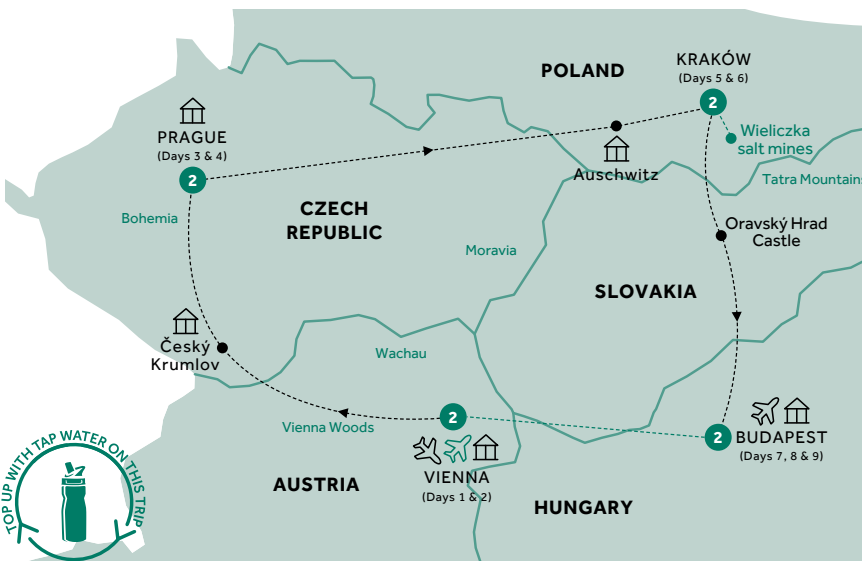 POLAND
KRAKÓW
(Days 5 & 6)
2
Wieliczka
salt mines
PRAGUE
(Days 3 & 4)
2
Auschwitz
Tatra Mountains
Bohemia
CZECH
REPUBLIC
Oravský Hrad
Castle
Moravia
SLOVAKIA
Český
Krumlov
Wachau
Vienna Woods
2
VIENNA
(Days 1 & 2)
2
BUDAPEST
(Days 7, 8 & 9)
AUSTRIA
HUNGARY
TOP UP WITH TAP WATER ON THIS TRIP